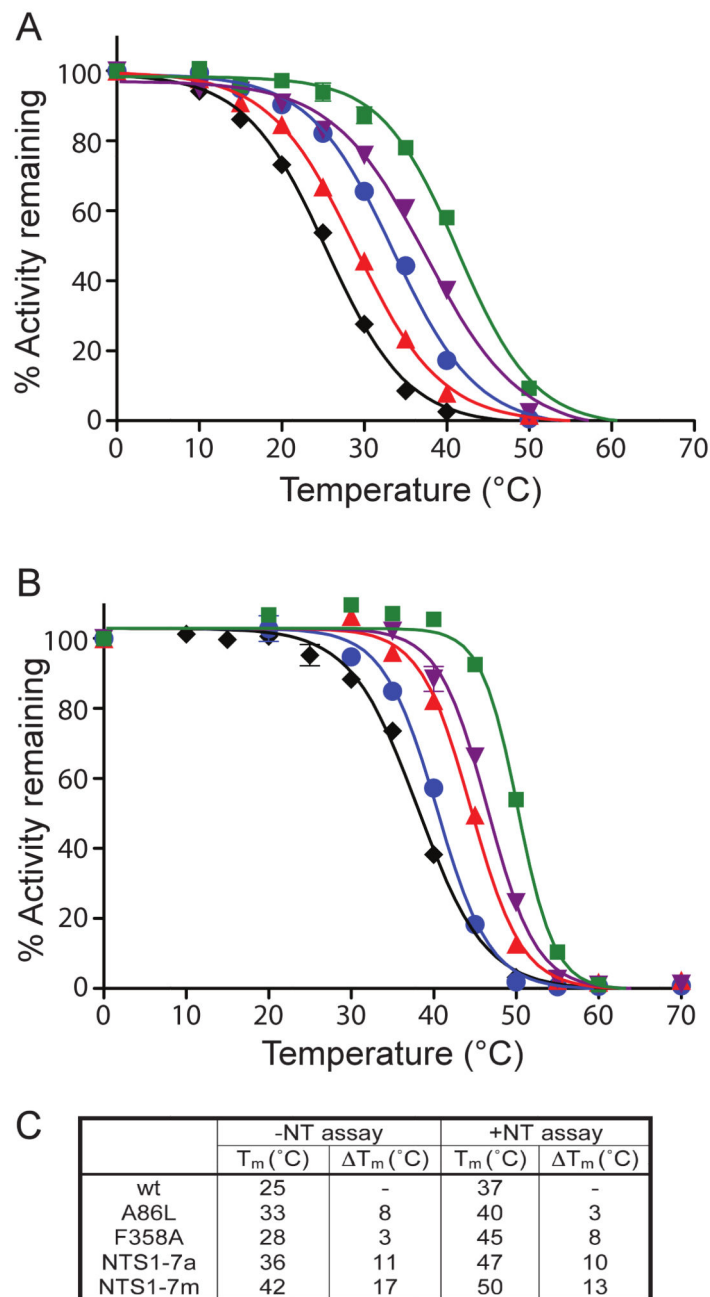 A
100
80
60
40
20
0
% Activity remaining
0 10 20 30 40 50 60 70
Temperature (°C)
B
100
80
60
40
20
0
% Activity remaining
0 10 20 30 40 50 60 70
Temperature (°C)
C
-NT assay +NT assay
Tm (˚C) ΔTm (˚C) Tm (˚C) ΔTm (˚C)
wt 25 - 37 -
A86L 33 8 40 3
F358A 28 3 45 8
NTS1-7a 36 11 47 10
NTS1-7m 42 17 50 13